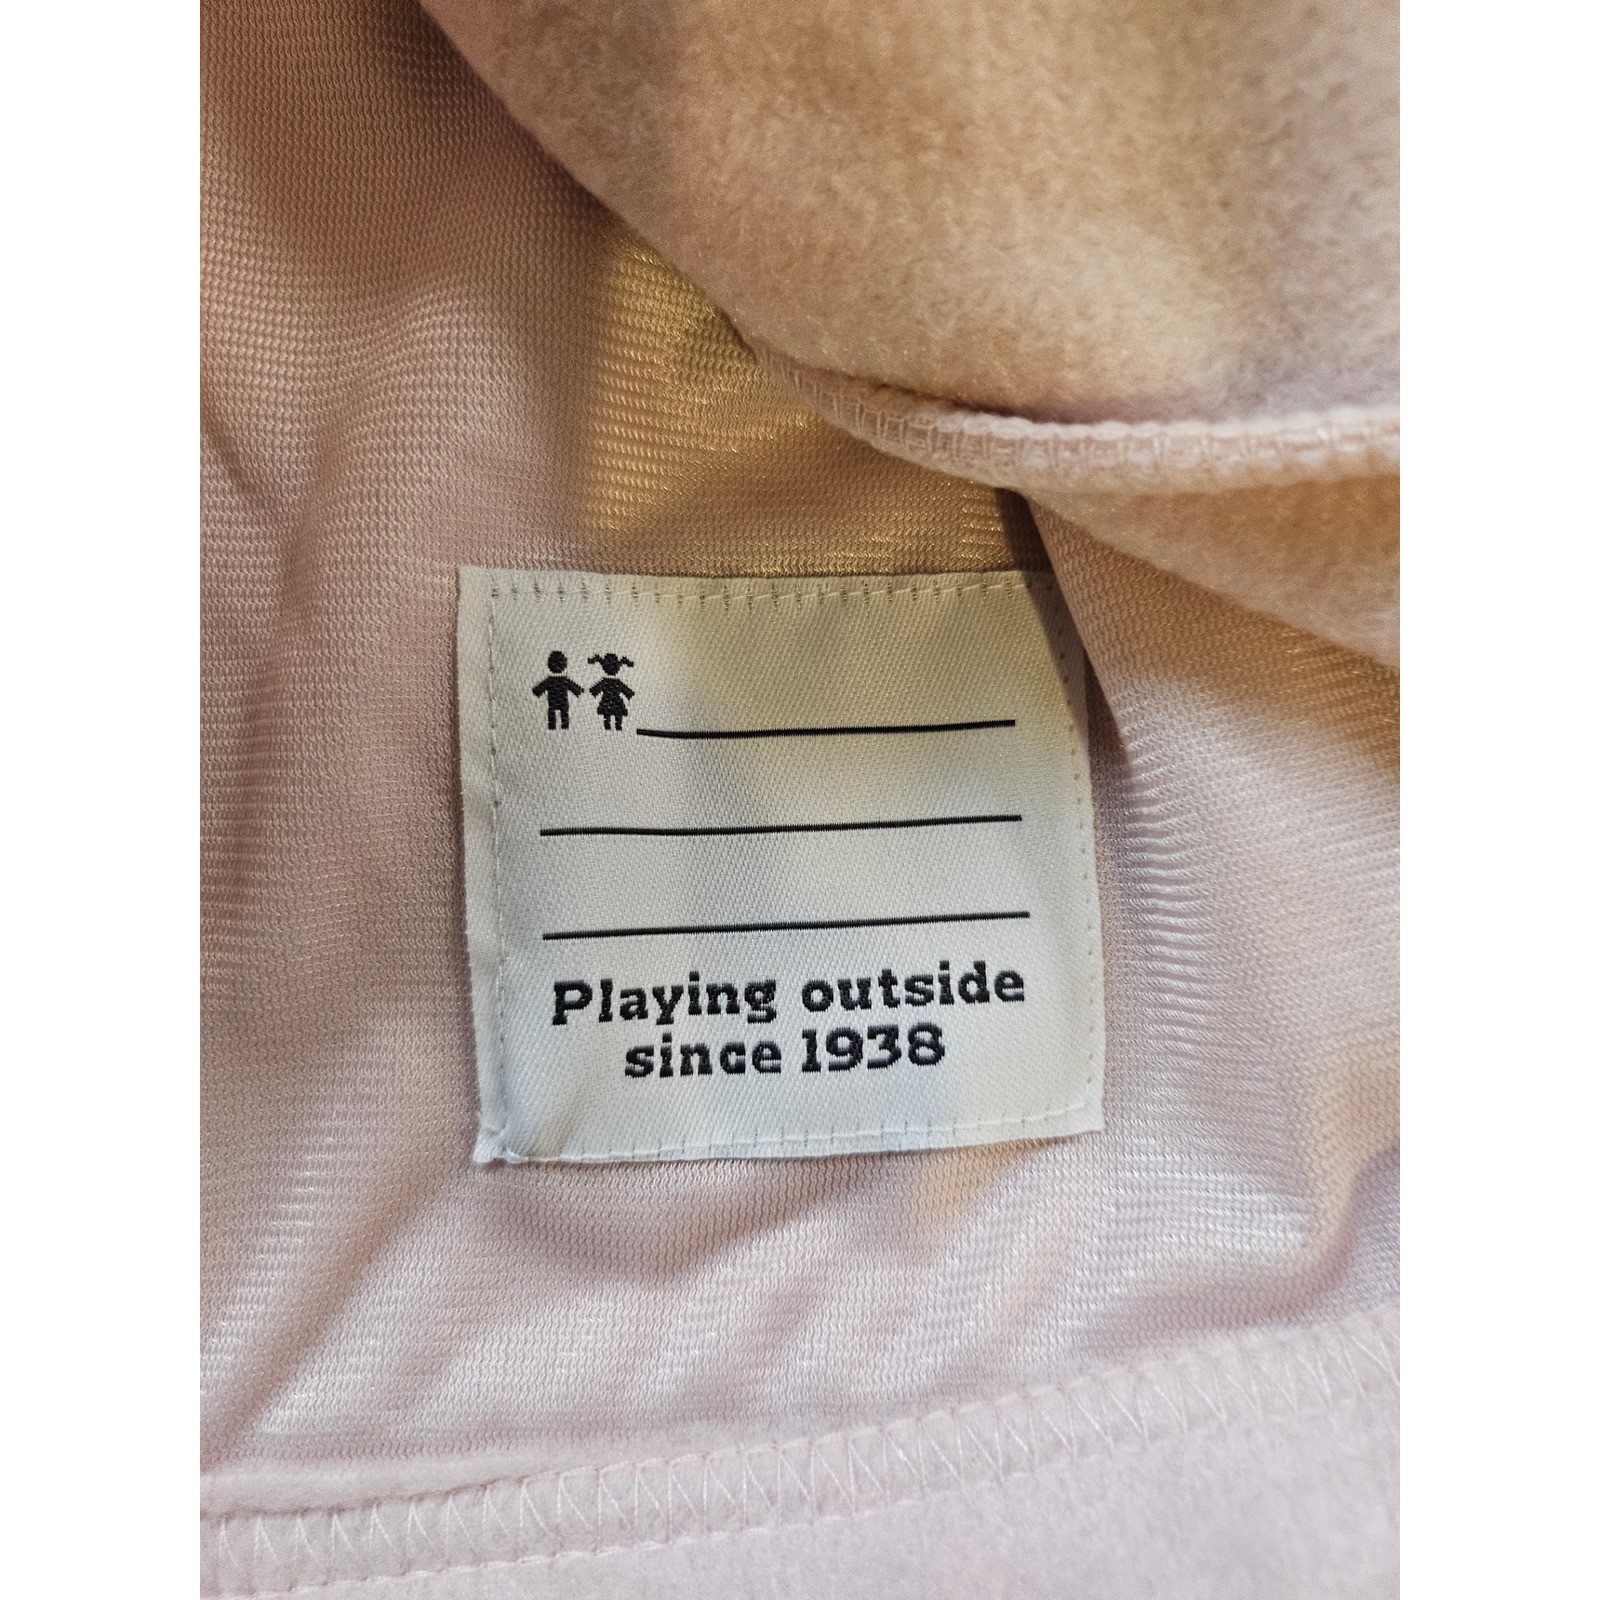 Playing outside
since 1938